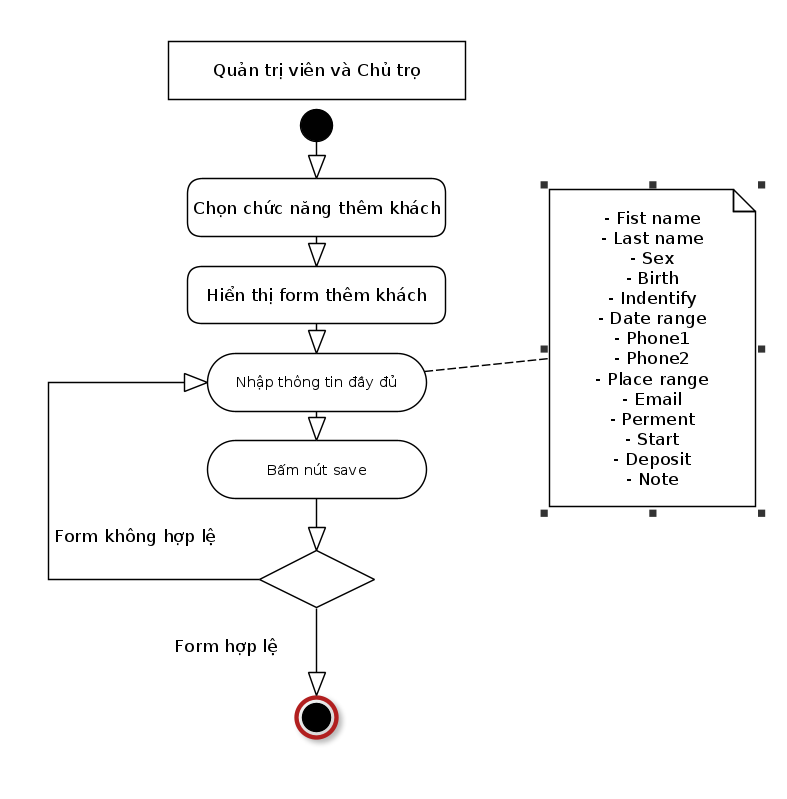 Quản trị viên và Chủ trọ
Chọn chức năng thêm khách
Hiển thị form thêm khách
Nhập thông tin đầy đủ
Bấm nút save
Form không hợp lệ
Form hợp lệ
- Fist name
- Last name
- Sex
- Birth
- Indentify
- Date range
- Phone1
- Phone2
- Place range
- Email
- Perment
- Start
- Deposit
- Note